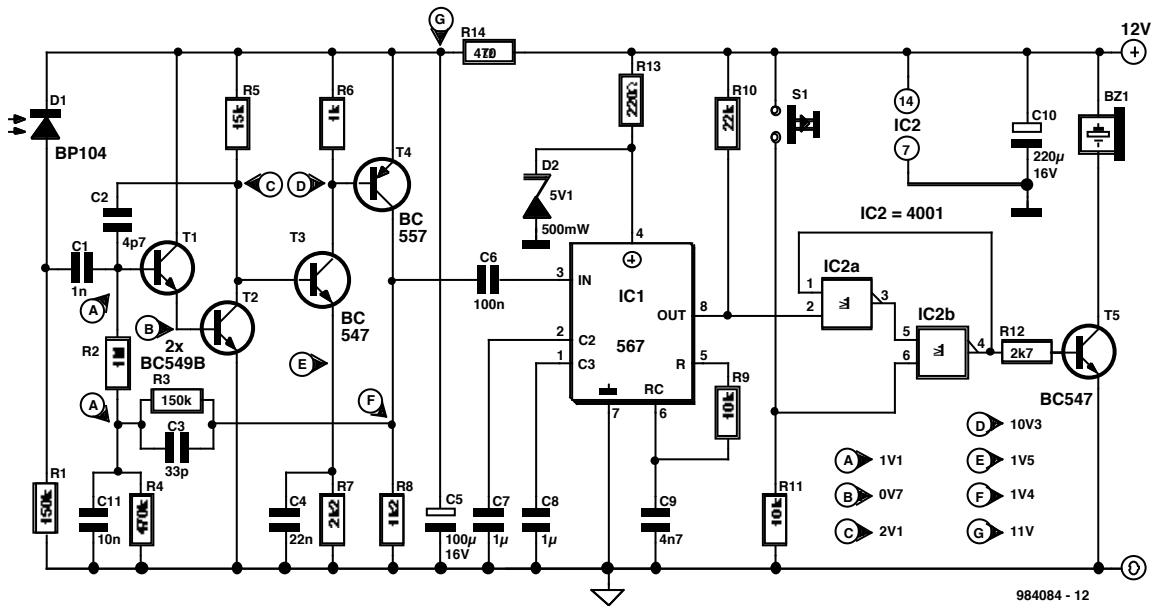 G
R14
470
12V
R5
15k
R6
1k
R13
220Ω
R10
22k
S1
14
IC2
7
C10
220µ
16V
BZ1
D1
BP104
T4
C
D
BC
557
D2
5V1
500mW
IC2 = 4001
C2
4p7
T1
C1
1n
T3
T2
BC
547
C6
100n
4
3
IN
IC1
567
OUT
8
2
C2
1
C3
R
5
RC
7
6
IC2a
1
2
≥1
3
IC2b
5
6
≥1
4
R12
2k7
T5
BC547
A
B
2x
BC549B
E
R2
1M
R3
150k
C3
33p
A
F
R9
10k
D 10V3
A 1V1
E 1V5
B 0V7
F 1V4
C 2V1
G 11V
R1
150k
C11
10n
R4
470k
C4
22n
R7
2k2
R8
1k2
C5
100µ
16V
C7
1µ
C8
1µ
C9
4n7
R11
10k
0
984084 - 12